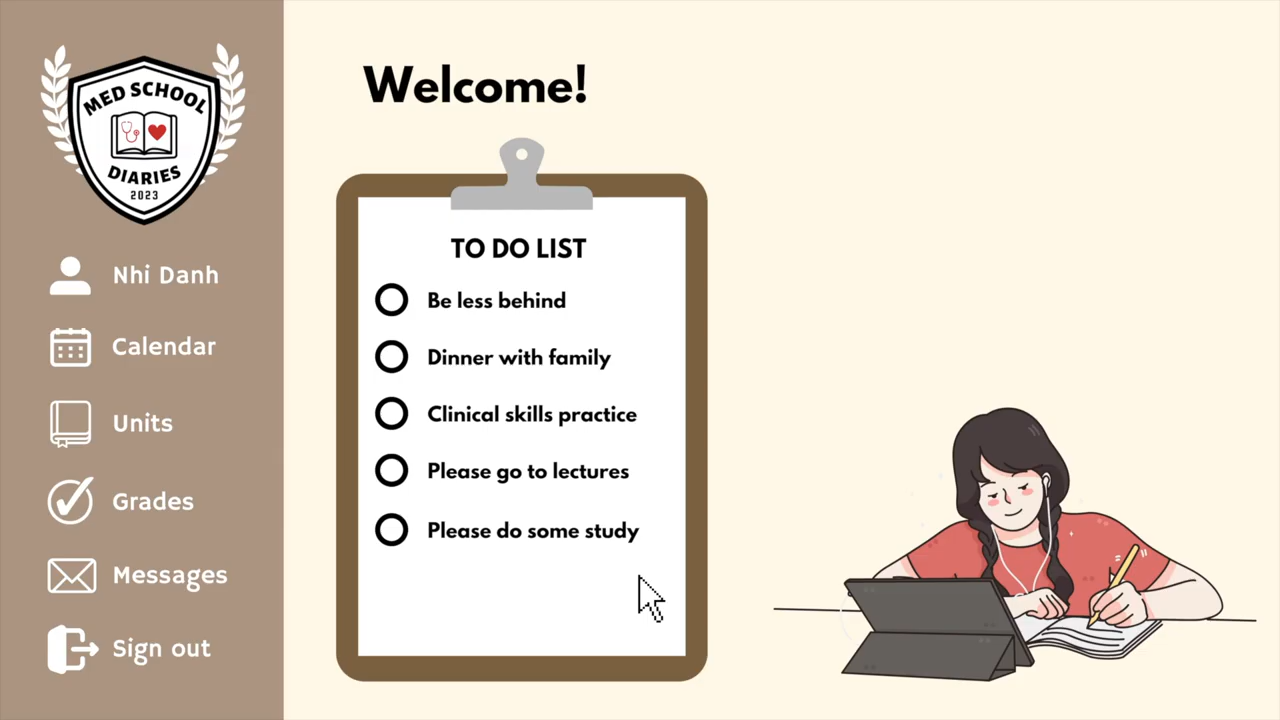 MED SCHOOL
DIARIES
2023
Nhi Danh
Calendar
Units
Grades
Messages
Sign out
Welcome!
TO DO LIST
Be less behind
Dinner with family
Clinical skills practice
Please go to lectures
Please do some study